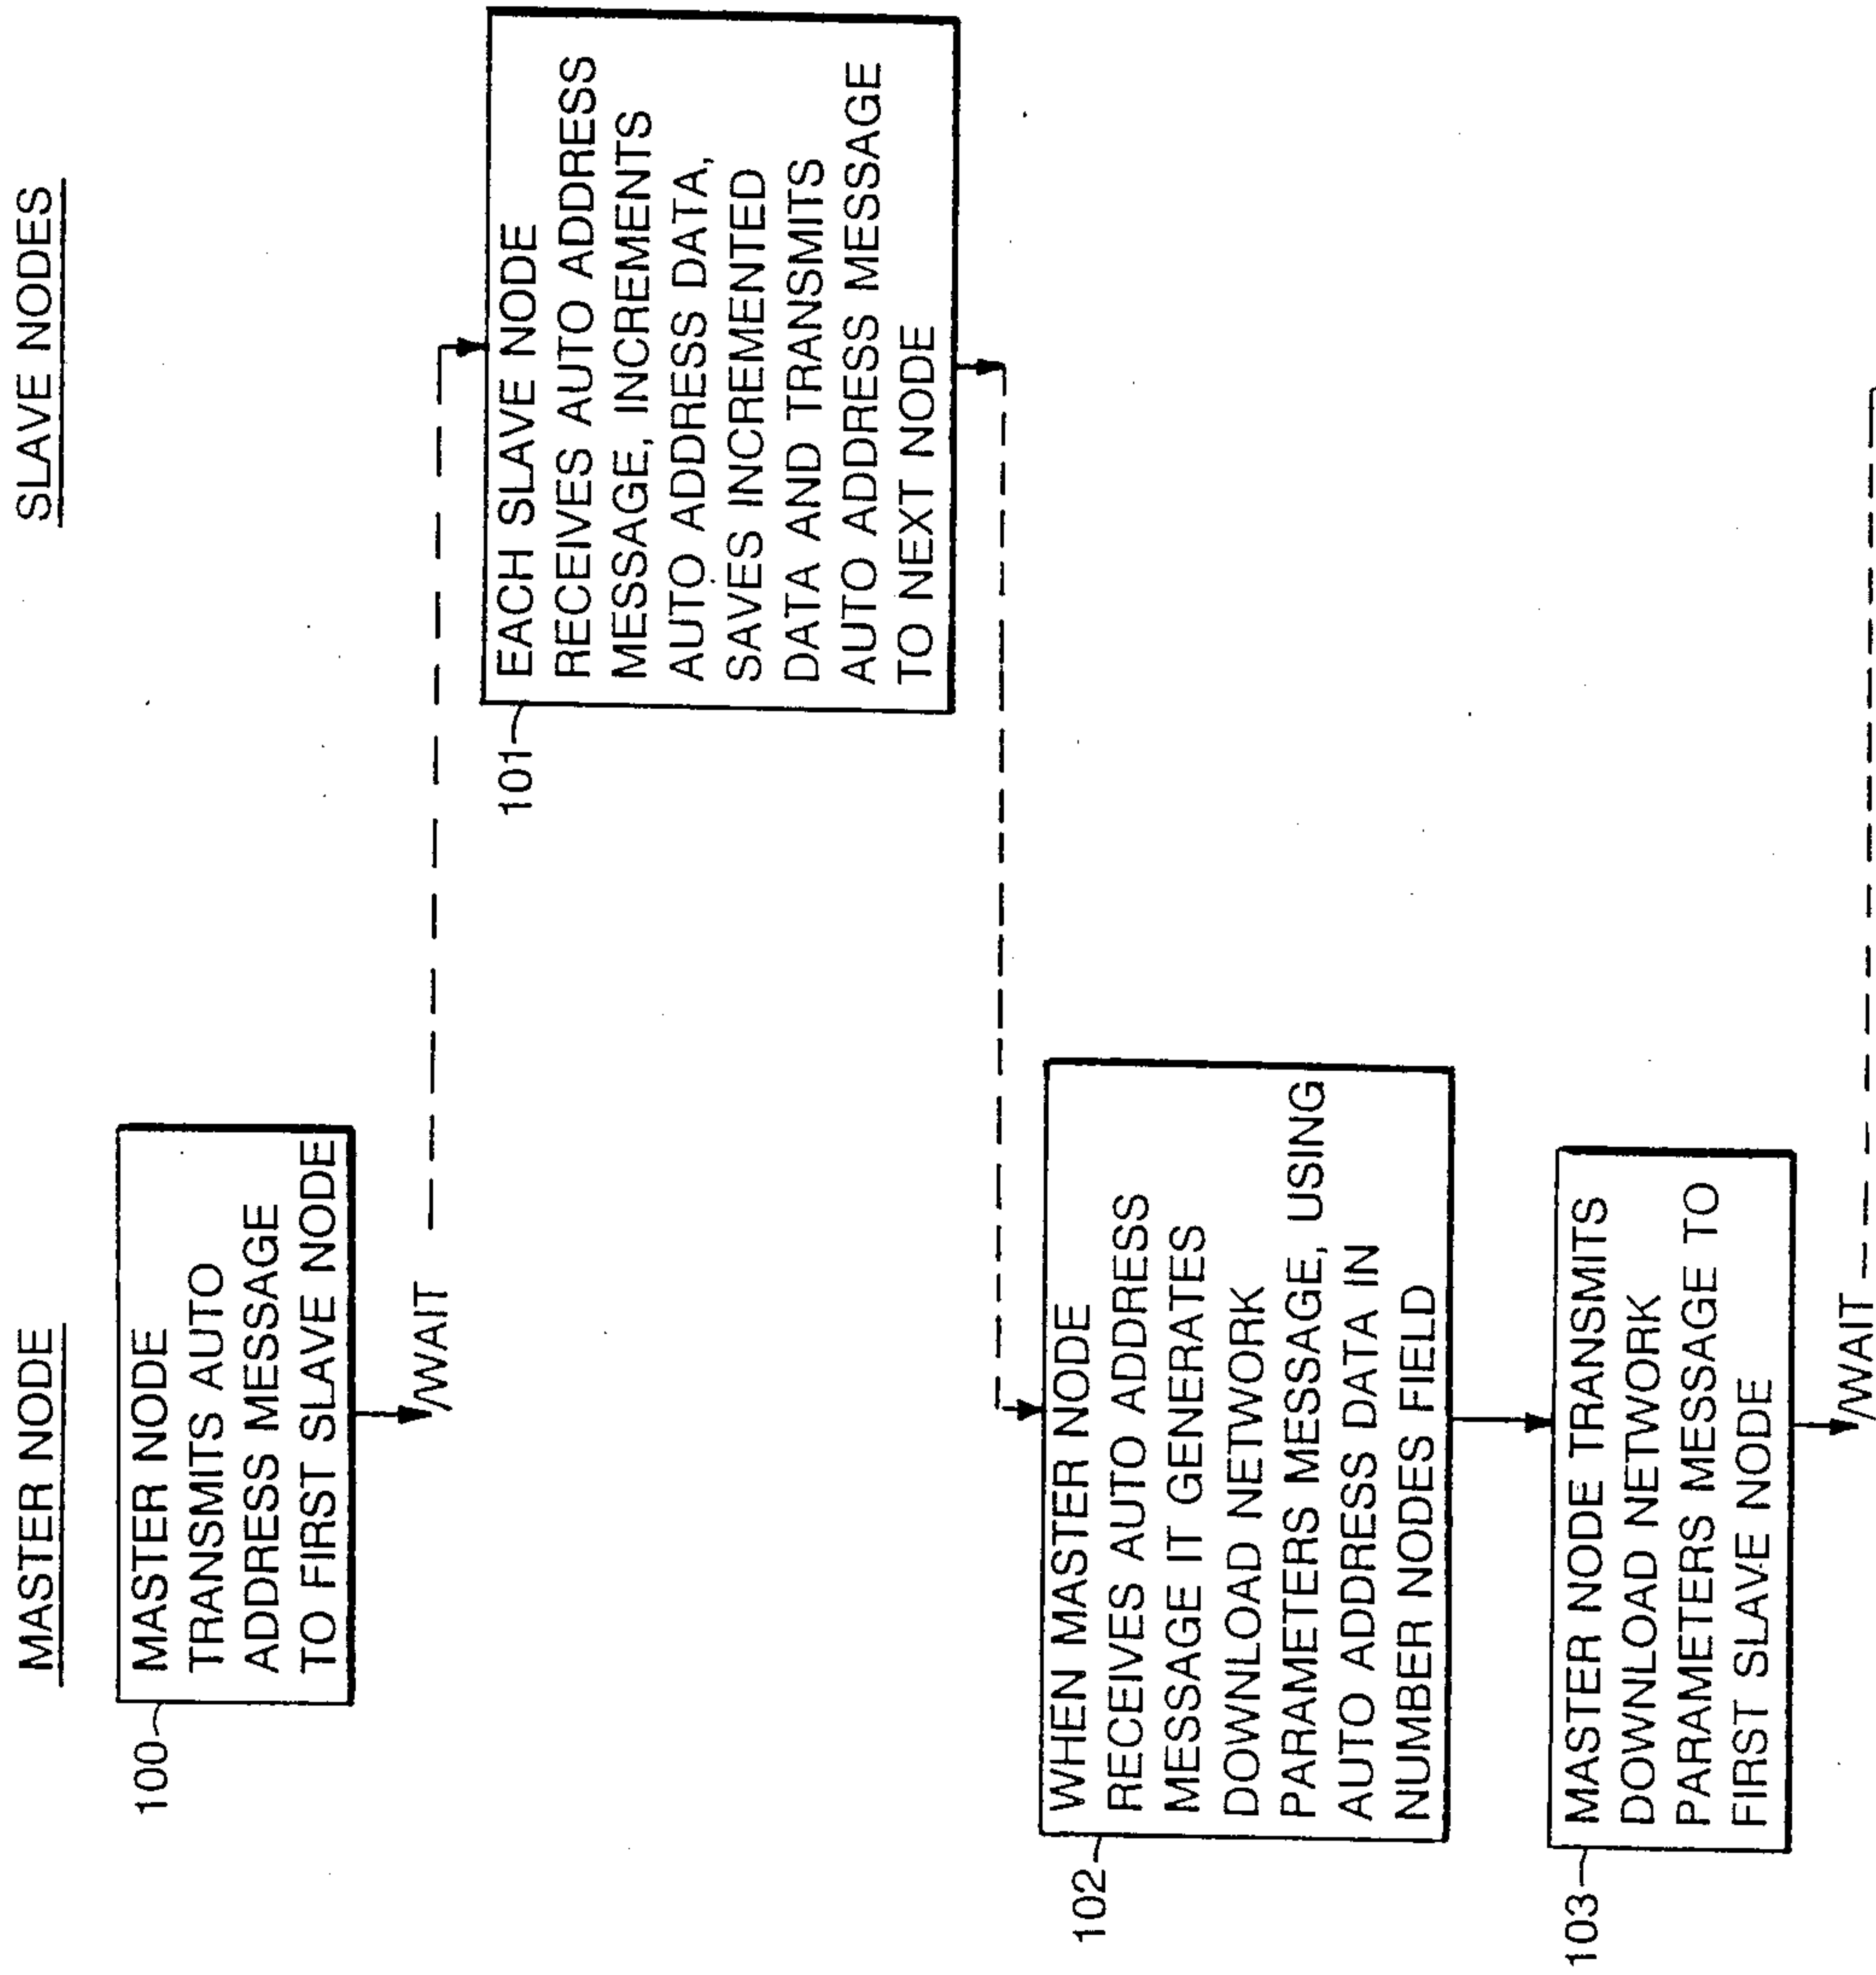 MASTER NODE
SLAVE NODES
100
MASTER NODE
TRANSMITS AUTO
ADDRESS MESSAGE
TO FIRST SLAVE NODE
WAIT
101
EACH SLAVE NODE
RECEIVES AUTO ADDRESS
MESSAGE, INCREMENTS
AUTO ADDRESS DATA,
SAVES INCREMENTED
DATA AND TRANSMITS
AUTO ADDRESS MESSAGE
TO NEXT NODE
102
WHEN MASTER NODE
RECEIVES AUTO ADDRESS
MESSAGE IT GENERATES
DOWNLOAD NETWORK
PARAMETERS MESSAGE, USING
AUTO ADDRESS DATA IN
NUMBER NODES FIELD
103
MASTER NODE TRANSMITS
DOWNLOAD NETWORK
PARAMETERS MESSAGE TO
FIRST SLAVE NODE
WAIT